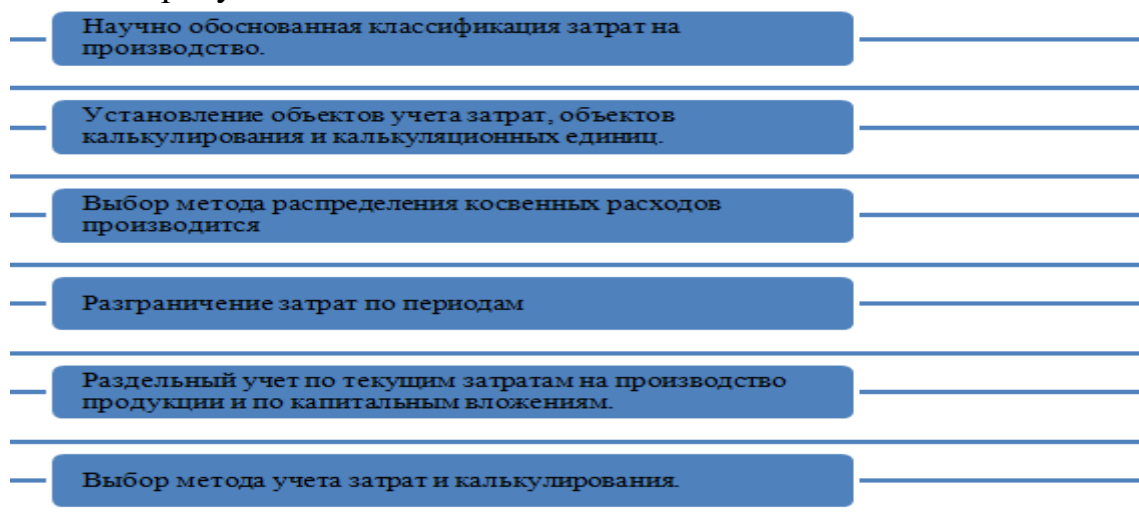 Научно обоснованная классификация затрат на
производство.
Установление объектов учета затрат, объектов
калькулирования и калькуляционных единиц.
Выбор метода распределения косвенных расходов
производится
Разграничение затрат по периодам
Раздельный учет по текущим затратам на производство
продукции и по капитальным вложениям.
Выбор метода учета затрат и калькулирования.